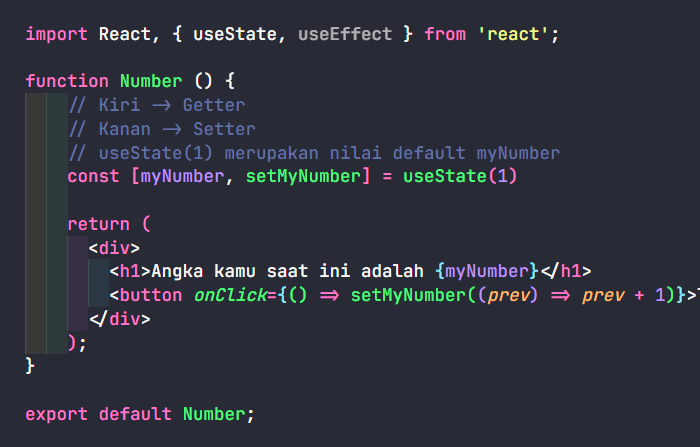 import React, { useState, useEffect } from 'react';
function Number () {
// Kiri -> Getter
// Kanan -> Setter
// useState(1) merupakan nilai default myNumber
const [myNumber, setMyNumber] = useState(1)
return (
<div>
<h1>Angka kamu saat ini adalah {myNumber}</h1>
<button onClick={() => setMyNumber((prev) => prev + 1)}>
</div>
);
}
export default Number;